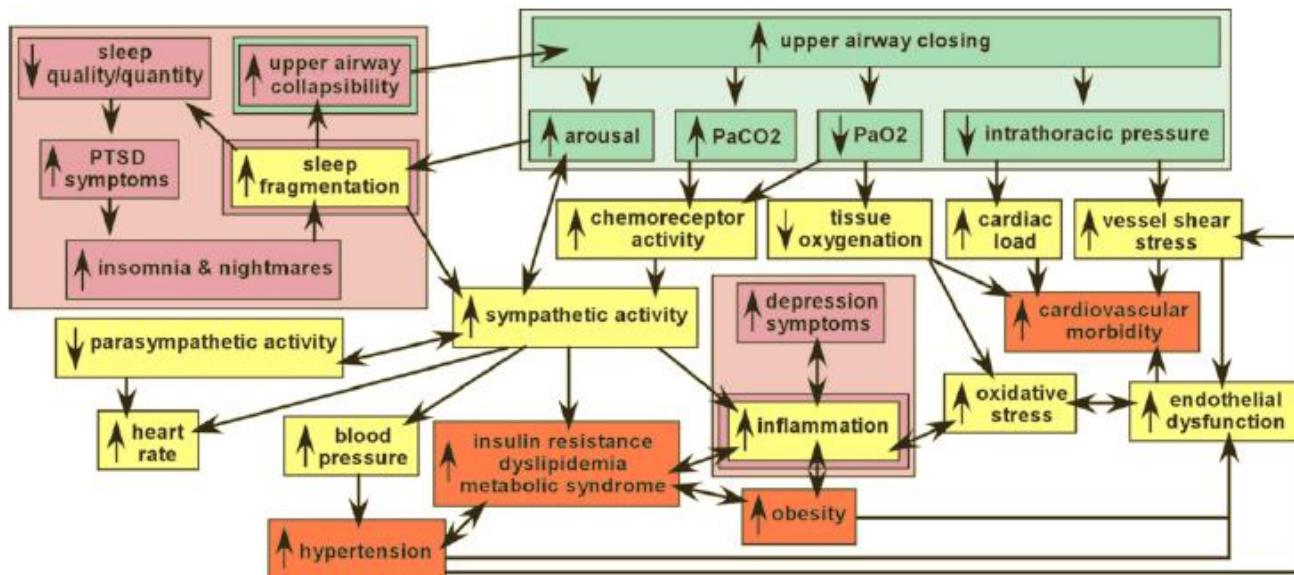 sleep
quality/quantity
upper airway
collapsibility
upper airway closing
PTSD
symptoms
sleep
fragmentation
arousal
PaCO2
PaO2
intrathoracic pressure
insomnia & nightmares
chemoreceptor
activity
tissue
oxygenation
cardiac
load
vessel shear
stress
parasympathetic activity
sympathetic activity
depression
symptoms
cardiovascular
morbidity
heart
rate
blood
pressure
insulin resistance
dyslipidemia
metabolic syndrome
inflammation
oxidative
stress
endothelial
dysfunction
hypertension
obesity